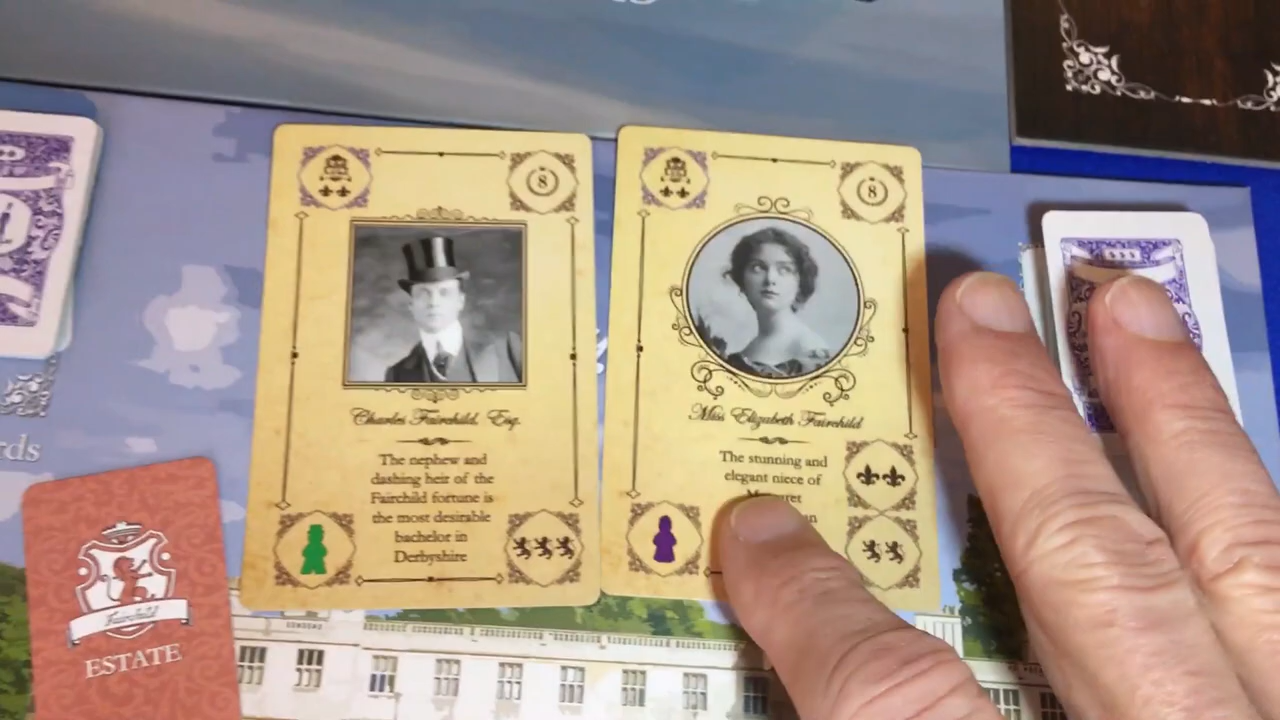 8
8
Charles Fairchild, Esq.
The nephew and
dashing heir of the
Fairchild fortune is
the most desirable
bachelor in
Derbyshire
Miss Elizabeth Fairchild
The stunning and
elegant niece of
rds
Fairchild
ESTATE